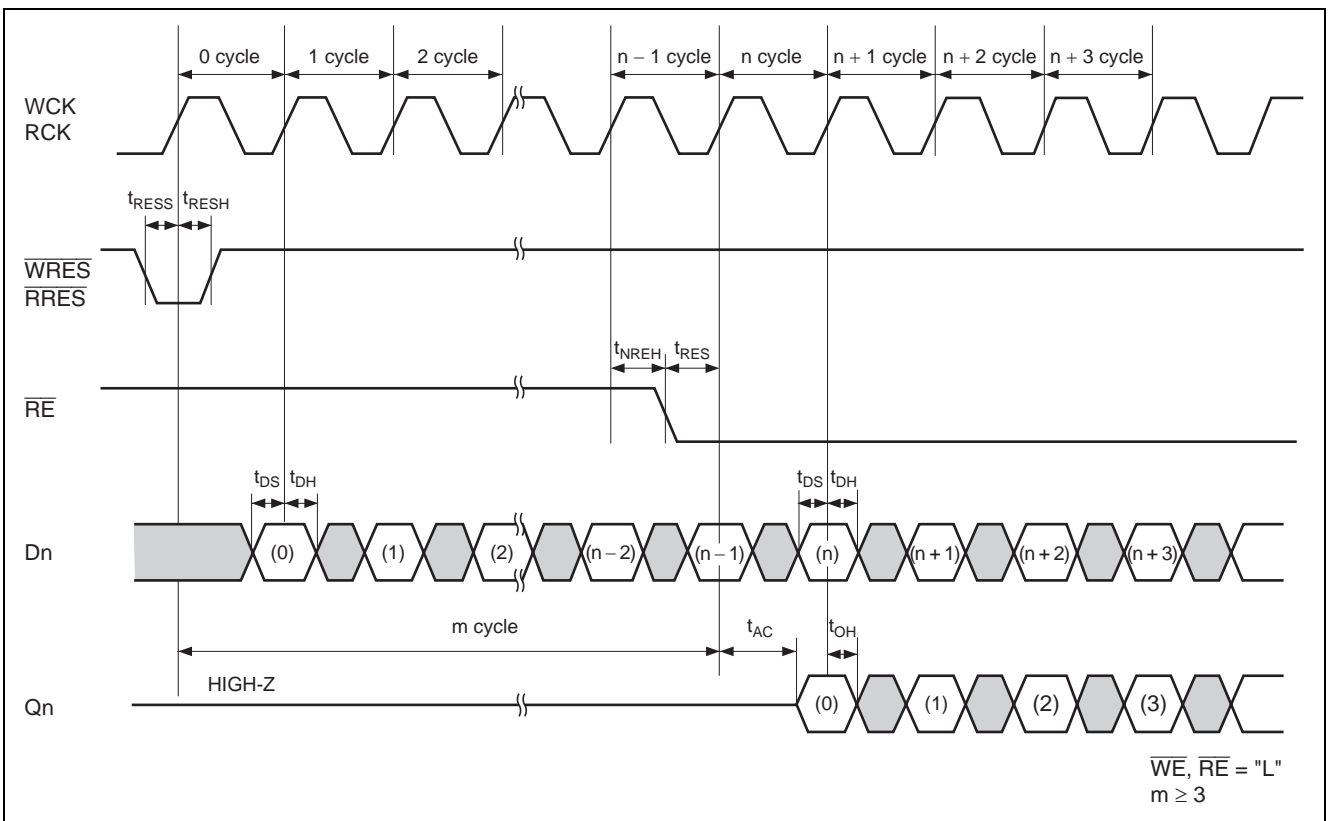 0 cycle 1 cycle 2 cycle n − 1 cycle n cycle n + 1 cycle n + 2 cycle n + 3 cycle
WCK
RCK
tRESS tRESH
WRES
RRES
tNREH tRES
RE
tDS tDH tDS tDH
Dn (0) (1) (2) (n − 2) (n − 1) (n) (n + 1) (n + 2) (n + 3)
m cycle tAC tOH
HIGH-Z
Qn (0) (1) (2) (3)
WE, RE = "L"
m ≥ 3